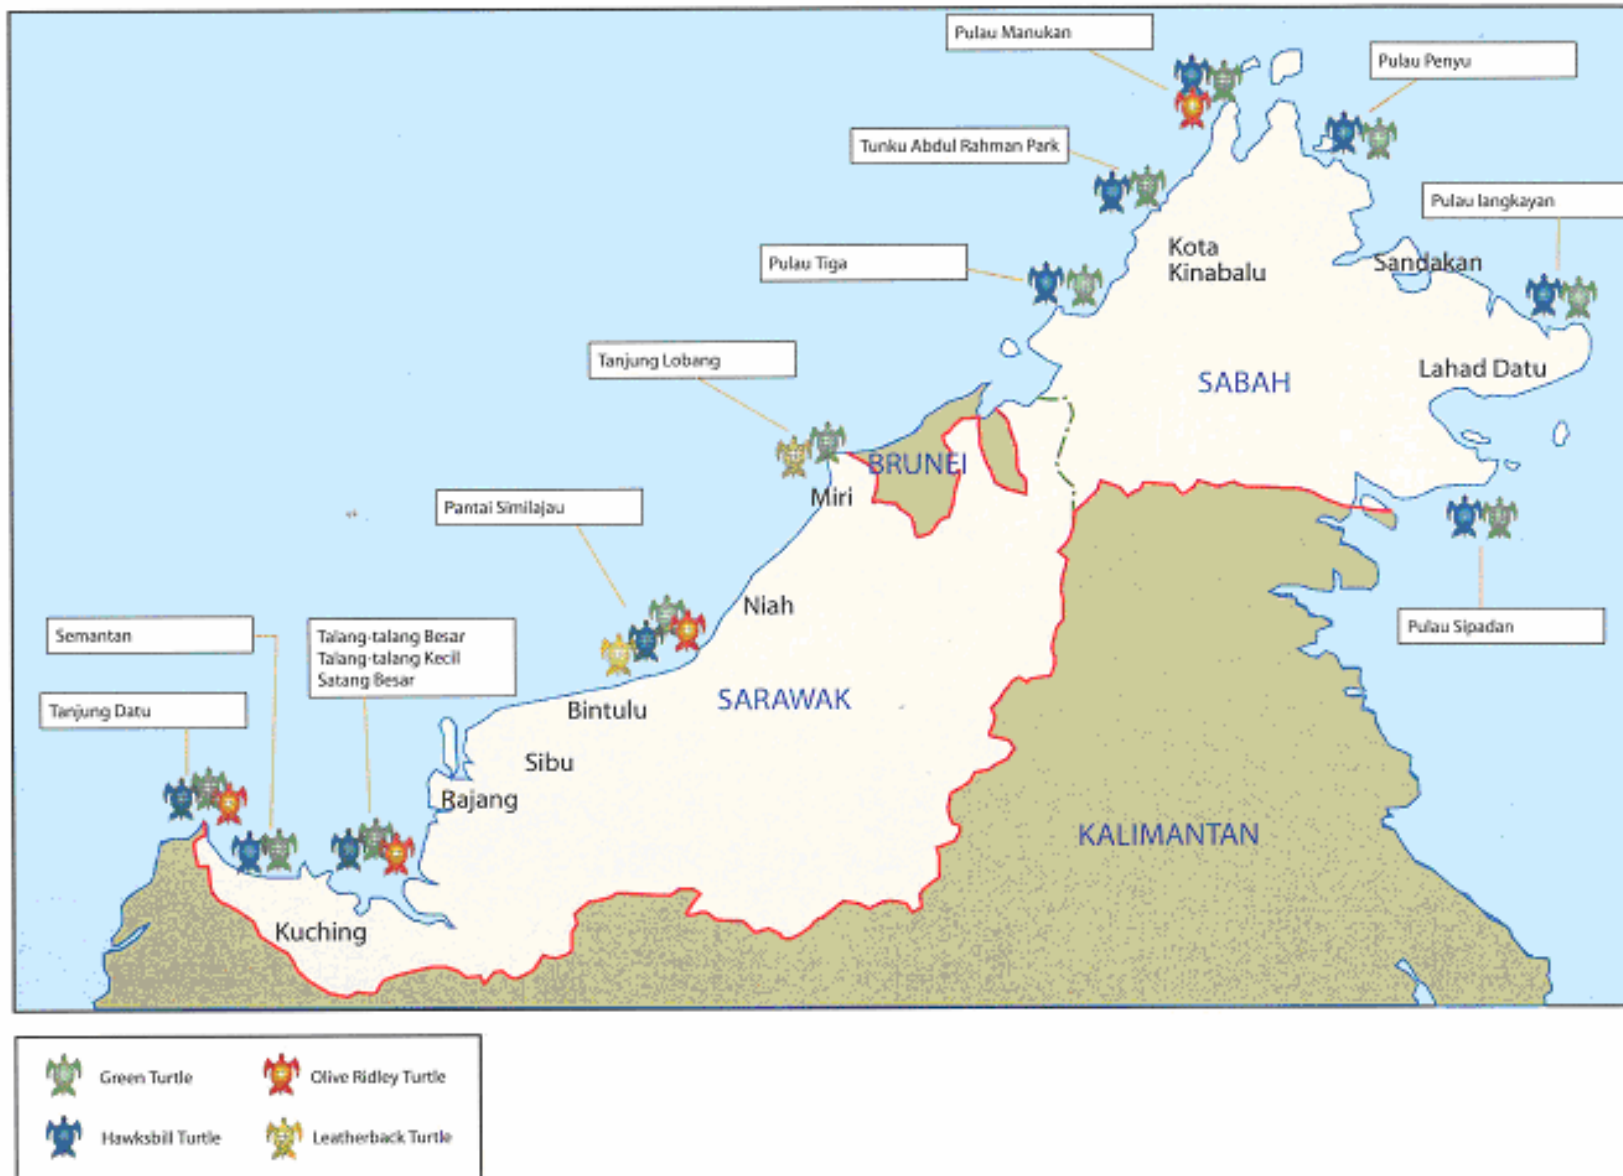 Pulau Manukan
Pulau Penyu
Tunku Abdul Rahman Park
Pulau langkayan
Kota
Kinabalu
Sandakan
Pulau Tiga
Tanjung Lobang
SABAH
Lahad Datu
BRUNEI
Miri
Pantai Similajau
Niah
Pulau Sipadan
Semantan
Talang-talang Besar
Talang-talang Kecil
Satang Besar
Tanjung Datu
Bintulu
SARAWAK
Sibu
Rajang
KALIMANTAN
Kuching
Green Turtle
Olive Ridley Turtle
Hawksbill Turtle
Leatherback Turtle